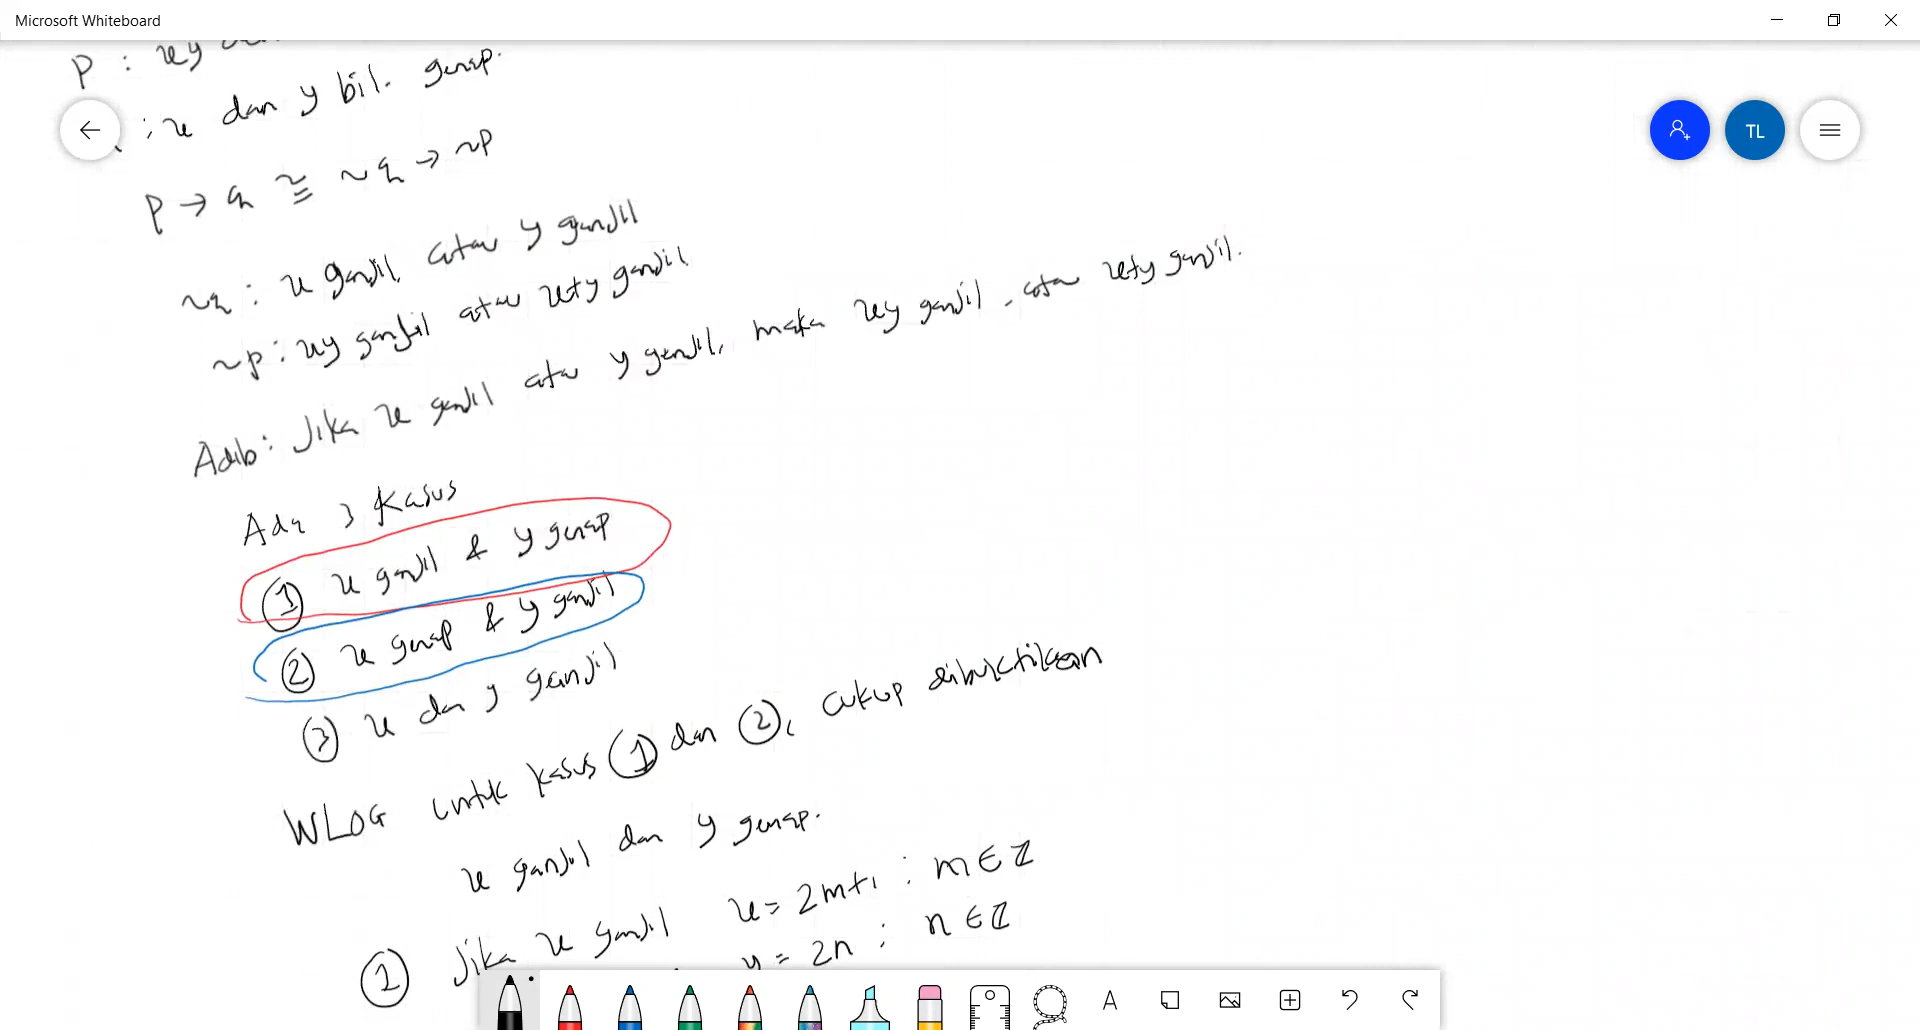 Microsoft Whiteboard
P : xy
: x dan y bil. genap.
P → q ≅ ~q → ~P
~q : x ganjil atau y ganjil
~p : xy ganjil atau x+y ganjil
Adib : Jika x ganjil atau y ganjil, maka xy ganjil, atau x+y ganjil.
Ada 3 Kasus
① x ganjil & y genap
② x genap & y ganjil
③ x dan y ganjil
WLOG untuk kasus ① dan ②, cukup dibuktikan
x ganjil dan y genap.
① Jika x ganjil x = 2m+1 ; m ∈ ℤ
y = 2n ; n ∈ ℤ
TL